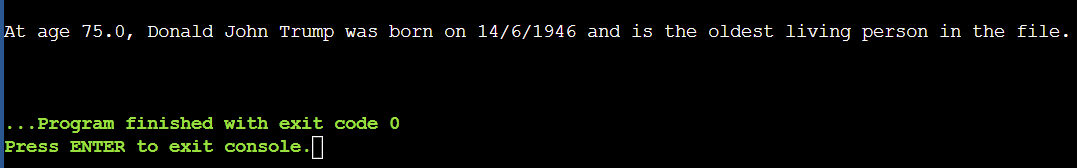 At age 75.0, Donald John Trump was born on 14/6/1946 and is the oldest living person in the file.
...Program finished with exit code 0
Press ENTER to exit console.